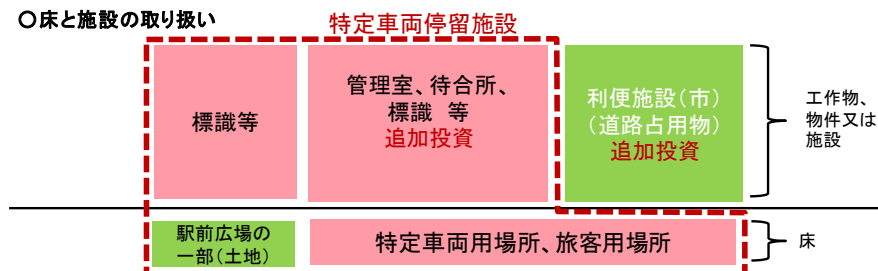 〇床と施設の取り扱い
特定車両停留施設
標識等
管理室、待合所、
標識 等
追加投資
利便施設(市)
(道路占用物)
追加投資
工作物、
物件又は
施設
駅前広場の
一部(土地)
特定車両用場所、旅客用場所
床